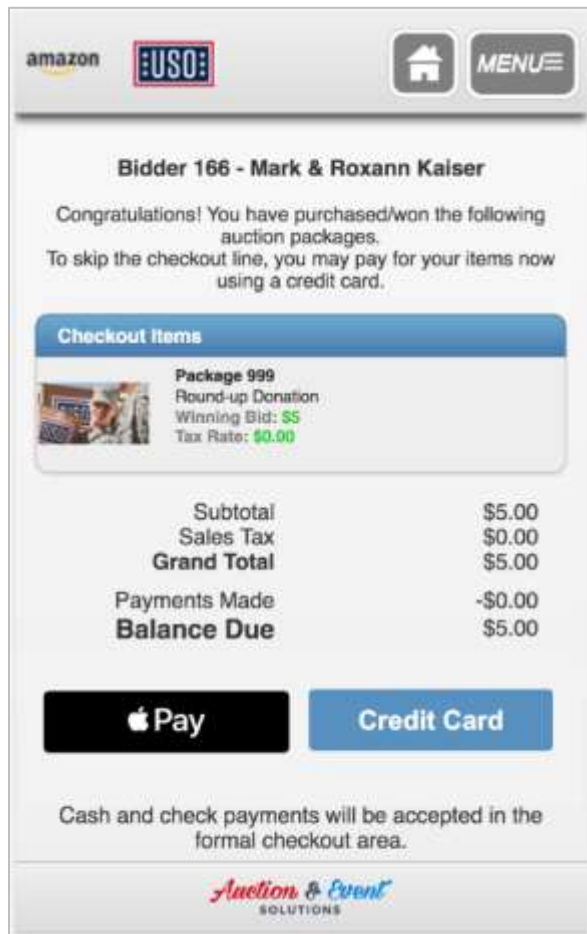 amazon USO MENU
Bidder 166 - Mark & Roxann Kaiser
Congratulations! You have purchased/won the following
auction packages.
To skip the checkout line, you may pay for your items now
using a credit card.
Checkout Items
Package 999
Round-up Donation
Winning Bid: $5
Tax Rate: $0.00
Subtotal $5.00
Sales Tax $0.00
Grand Total $5.00
Payments Made -$0.00
Balance Due $5.00
Pay Credit Card
Cash and check payments will be accepted in the
formal checkout area.
Auction & Event
SOLUTIONS